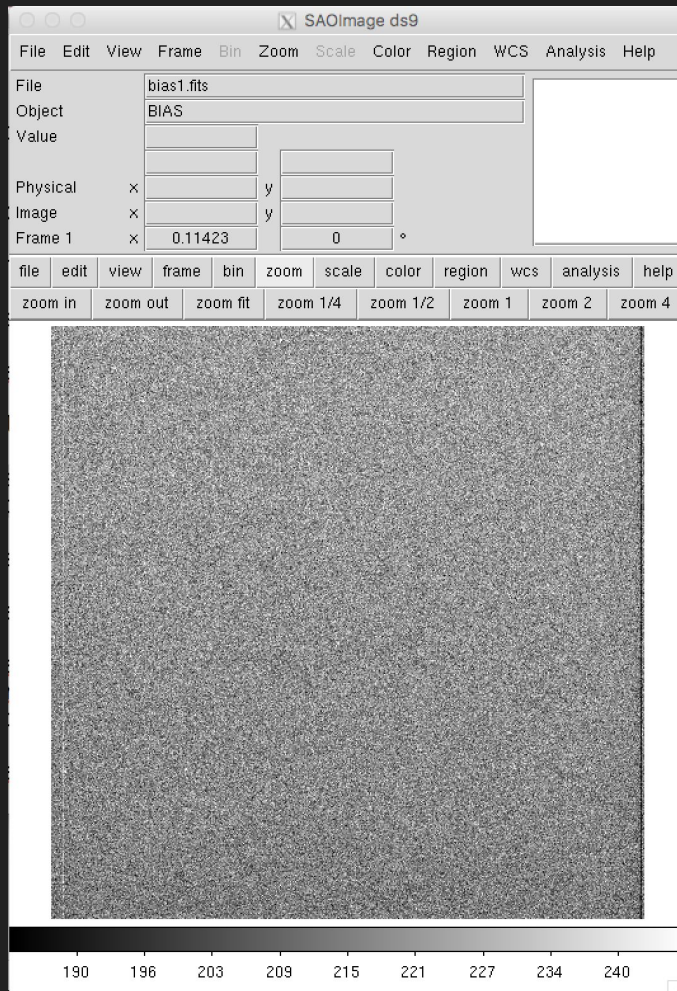 SAOImage ds9
File Edit View Frame Bin Zoom Scale Color Region WCS Analysis Help
File bias1.fits
Object BIAS
Value
Physical x y
Image x y
Frame 1 x 0.11423 0 °
file edit view frame bin zoom scale color region wcs analysis help
zoom in zoom out zoom fit zoom 1/4 zoom 1/2 zoom 1 zoom 2 zoom 4
190 196 203 209 215 221 227 234 240